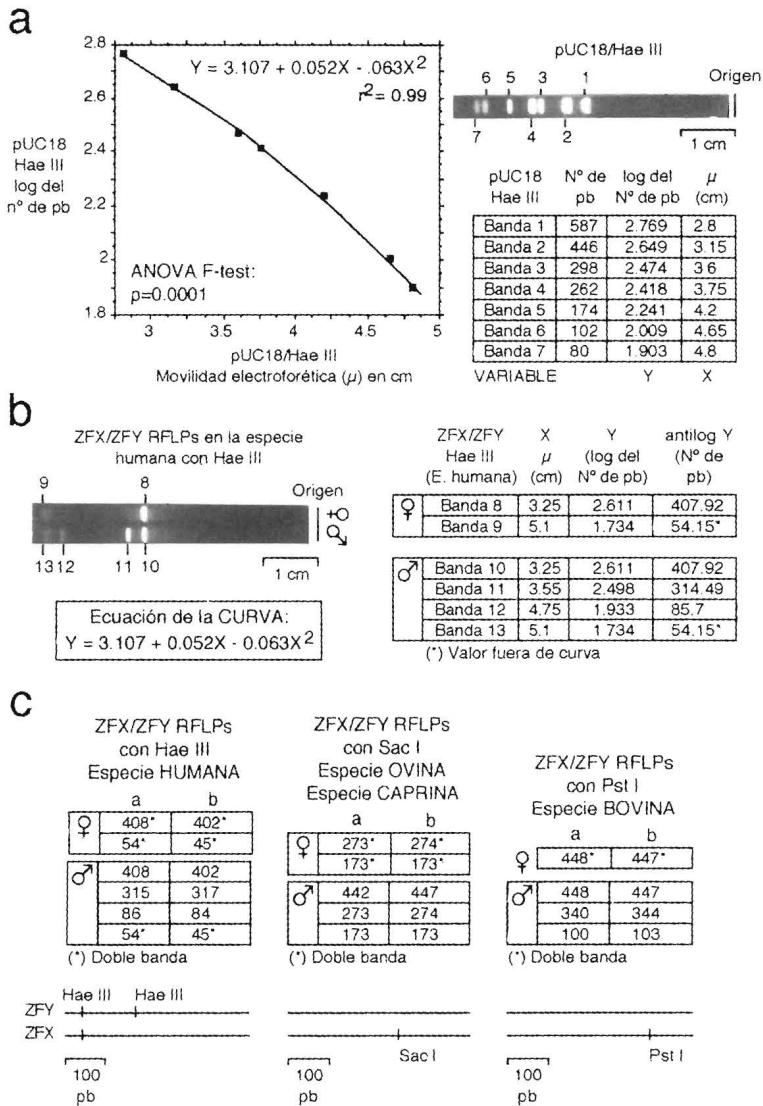 a
2.8
2.6
2.4
2.2
2
1.8
pUC18
Hae III
log del
nº de pb
Y = 3.107 + 0.052X - .063X²
r² = 0.99
ANOVA F-test:
p=0.0001
3 3.5 4 4.5 5
pUC18/Hae III
Movilidad electroforética (µ) en cm
pUC18/Hae III
6 5 3 1 Origen
7 4 2
1 cm
pUC18 Nº de log del µ
Hae III pb Nº de pb (cm)
Banda 1 587 2.769 2.8
Banda 2 446 2.649 3.15
Banda 3 298 2.474 3.6
Banda 4 262 2.418 3.75
Banda 5 174 2.241 4.2
Banda 6 102 2.009 4.65
Banda 7 80 1.903 4.8
VARIABLE Y X
b
ZFX/ZFY RFLPs en la especie
humana con Hae III
9 8 Origen
♀
♂
13 12 11 10
1 cm
Ecuación de la CURVA:
Y = 3.107 + 0.052X - 0.063X²
ZFX/ZFY X Y antilog Y
Hae III µ (log del (Nº de
(E. humana) (cm) Nº de pb) pb)
♀ Banda 8 3.25 2.611 407.92
Banda 9 5.1 1.734 54.15*
♂ Banda 10 3.25 2.611 407.92
Banda 11 3.55 2.498 314.49
Banda 12 4.75 1.933 85.7
Banda 13 5.1 1.734 54.15*
(*) Valor fuera de curva
c
ZFX/ZFY RFLPs
con Hae III
Especie HUMANA
a b
♀ 408* 402*
54* 45*
♂ 408 402
315 317
86 84
54* 45*
(*) Doble banda
Hae III Hae III
ZFY
ZFX
100
pb
ZFX/ZFY RFLPs
con Sac I
Especie OVINA
Especie CAPRINA
a b
♀ 273* 274*
173* 173*
♂ 442 447
273 274
173 173
(*) Doble banda
Sac I
100
pb
ZFX/ZFY RFLPs
con Pst I
Especie BOVINA
a b
♀ 448* 447*
♂ 448 447
340 344
100 103
(*) Doble banda
Pst I
100
pb